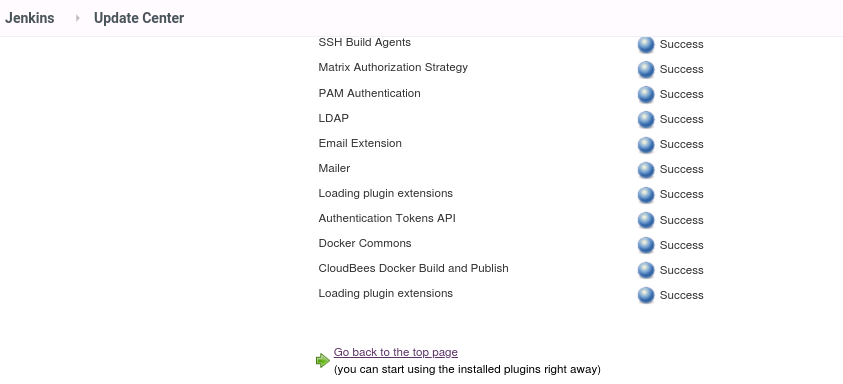 Jenkins Update Center
SSH Build Agents Success
Matrix Authorization Strategy Success
PAM Authentication Success
LDAP Success
Email Extension Success
Mailer Success
Loading plugin extensions Success
Authentication Tokens API Success
Docker Commons Success
CloudBees Docker Build and Publish Success
Loading plugin extensions Success
Go back to the top page
(you can start using the installed plugins right away)